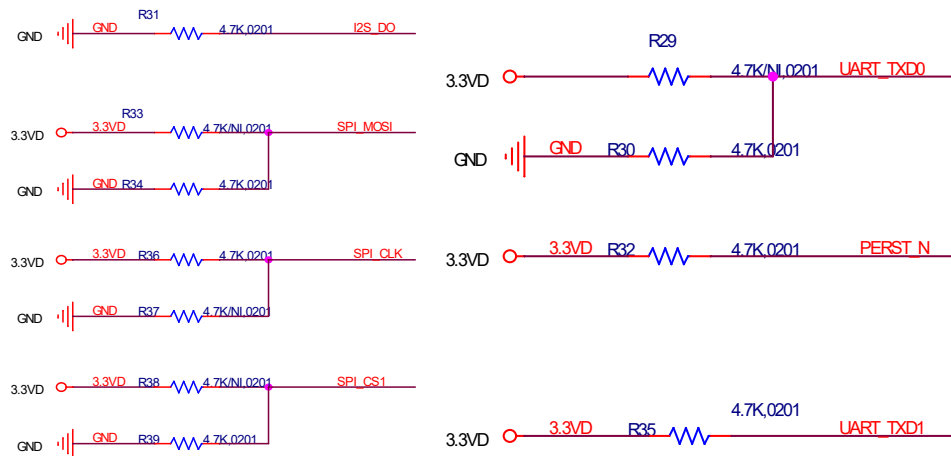 R31
GND GND 4.7K,0201 I2S_DO
R33
3.3VD 3.3VD 4.7K/NI,0201 SPI_MOSI
GND GND R34 4.7K,0201
3.3VD 3.3VD R36 4.7K,0201 SPI_CLK
GND GND R37 4.7K/NI,0201
3.3VD 3.3VD R38 4.7K/NI,0201 SPI_CS1
GND GND R39 4.7K,0201
R29
3.3VD 4.7K/NI,0201 UART_TXD0
GND GND R30 4.7K,0201
3.3VD 3.3VD R32 4.7K,0201 PERST_N
4.7K,0201
3.3VD 3.3VD R35 UART_TXD1